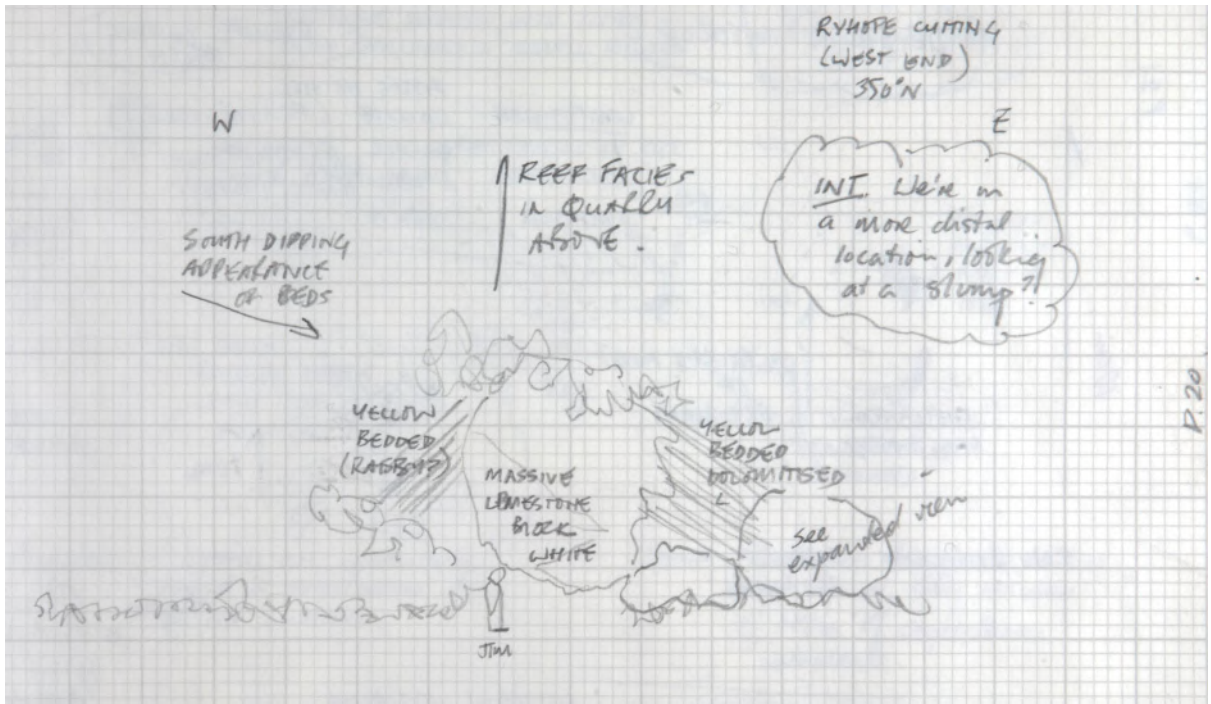 RYHOPE CUTTING
(WEST END)
350°N
W
E
REEF FACIES
IN QUARRY
ABOVE.
INT. We're in
a more distal
location, looking
at a slump?!
SOUTH DIPPING
APPEARANCE
OF BEDS
P. 20
YELLOW
BEDDED
(RAISBY?)
YELLOW
BEDDED
DOLOMITISED
L
MASSIVE
LIMESTONE
BLOCK
WHITE
see
expanded view
JIM